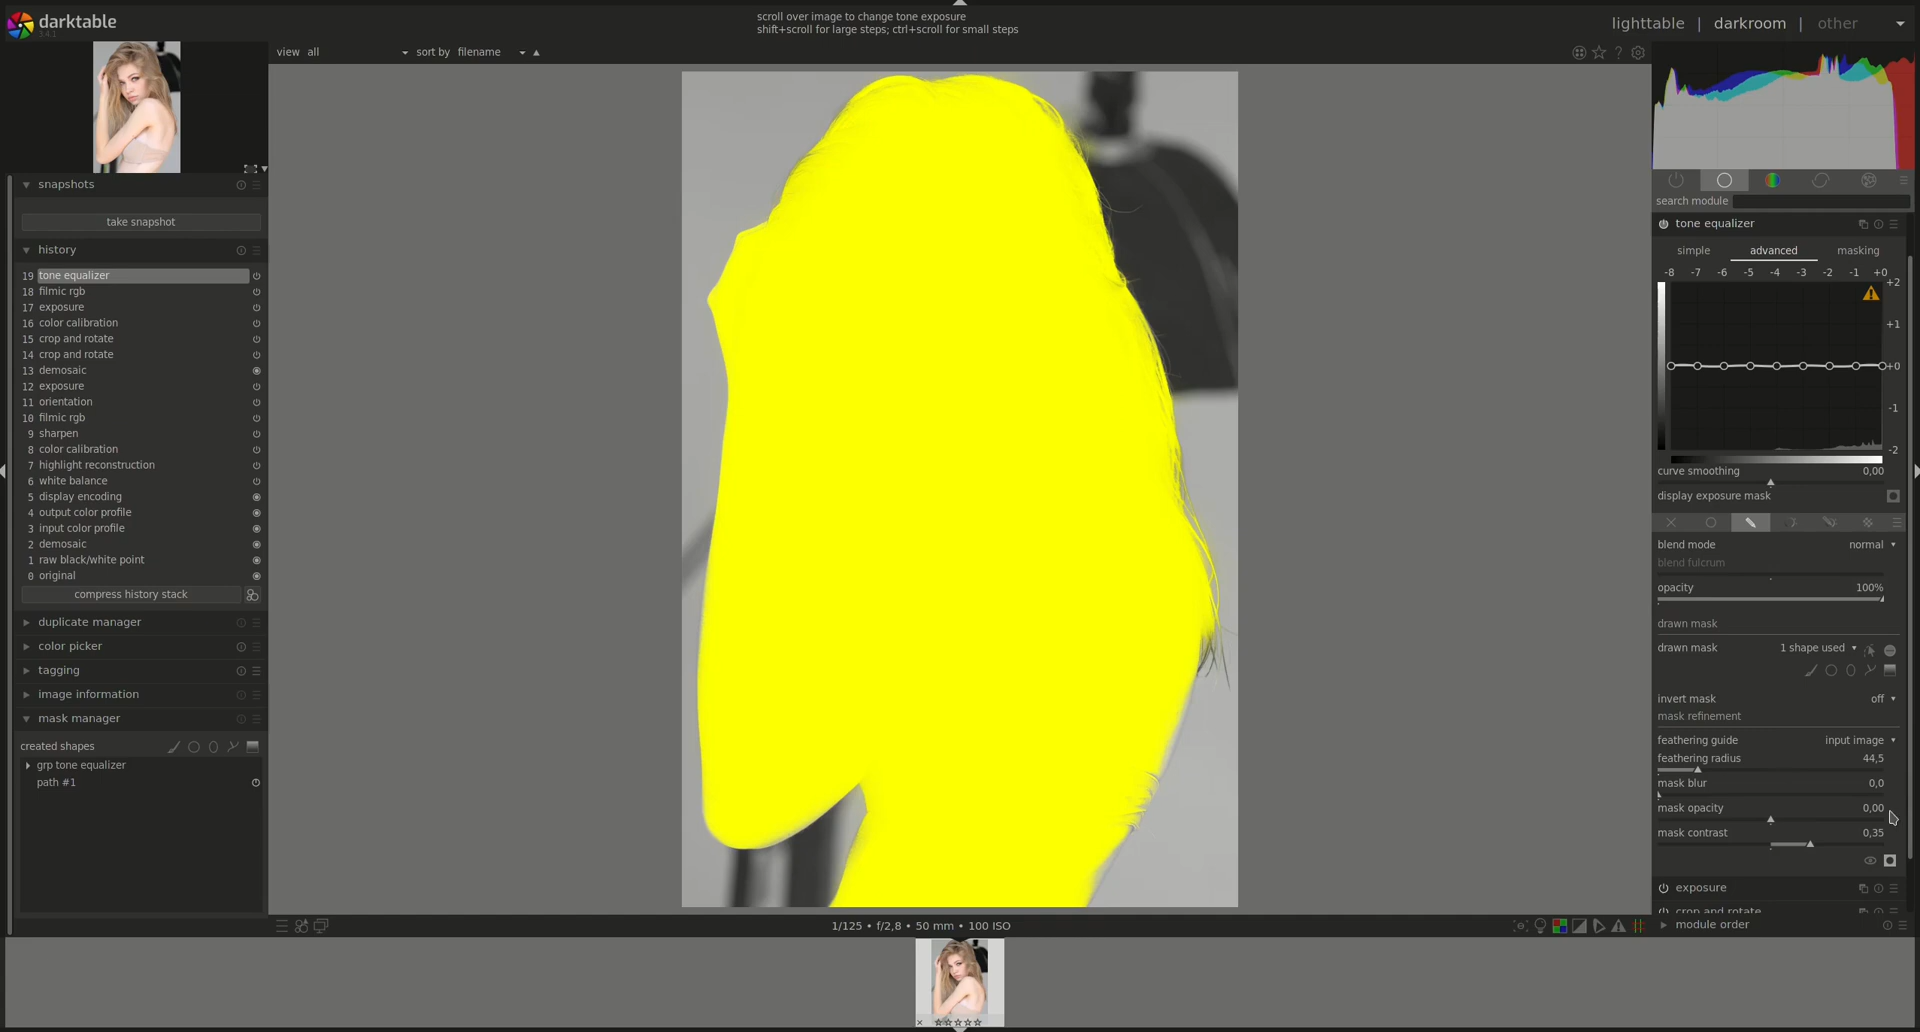 darktable
3.4.1
scroll over image to change tone exposure
shift+scroll for large steps; ctrl+scroll for small steps
lighttable | darkroom | other
view all sort by filename
snapshots
take snapshot
history
19 tone equalizer
18 filmic rgb
17 exposure
16 color calibration
15 crop and rotate
14 crop and rotate
13 demosaic
12 exposure
11 orientation
10 filmic rgb
9 sharpen
8 color calibration
7 highlight reconstruction
6 white balance
5 display encoding
4 output color profile
3 input color profile
2 demosaic
1 raw black/white point
0 original
compress history stack
duplicate manager
color picker
tagging
image information
mask manager
created shapes
grp tone equalizer
path #1
1/125 • f/2,8 • 50 mm • 100 ISO
search module
tone equalizer
simple advanced masking
-8 -7 -6 -5 -4 -3 -2 -1 +0
+2
+1
+0
-1
-2
curve smoothing 0,00
display exposure mask
blend mode normal
blend fulcrum
opacity 100%
drawn mask
drawn mask 1 shape used
invert mask off
mask refinement
feathering guide input image
feathering radius 44,5
mask blur 0,0
mask opacity 0,00
mask contrast 0,35
exposure
crop and rotate
module order